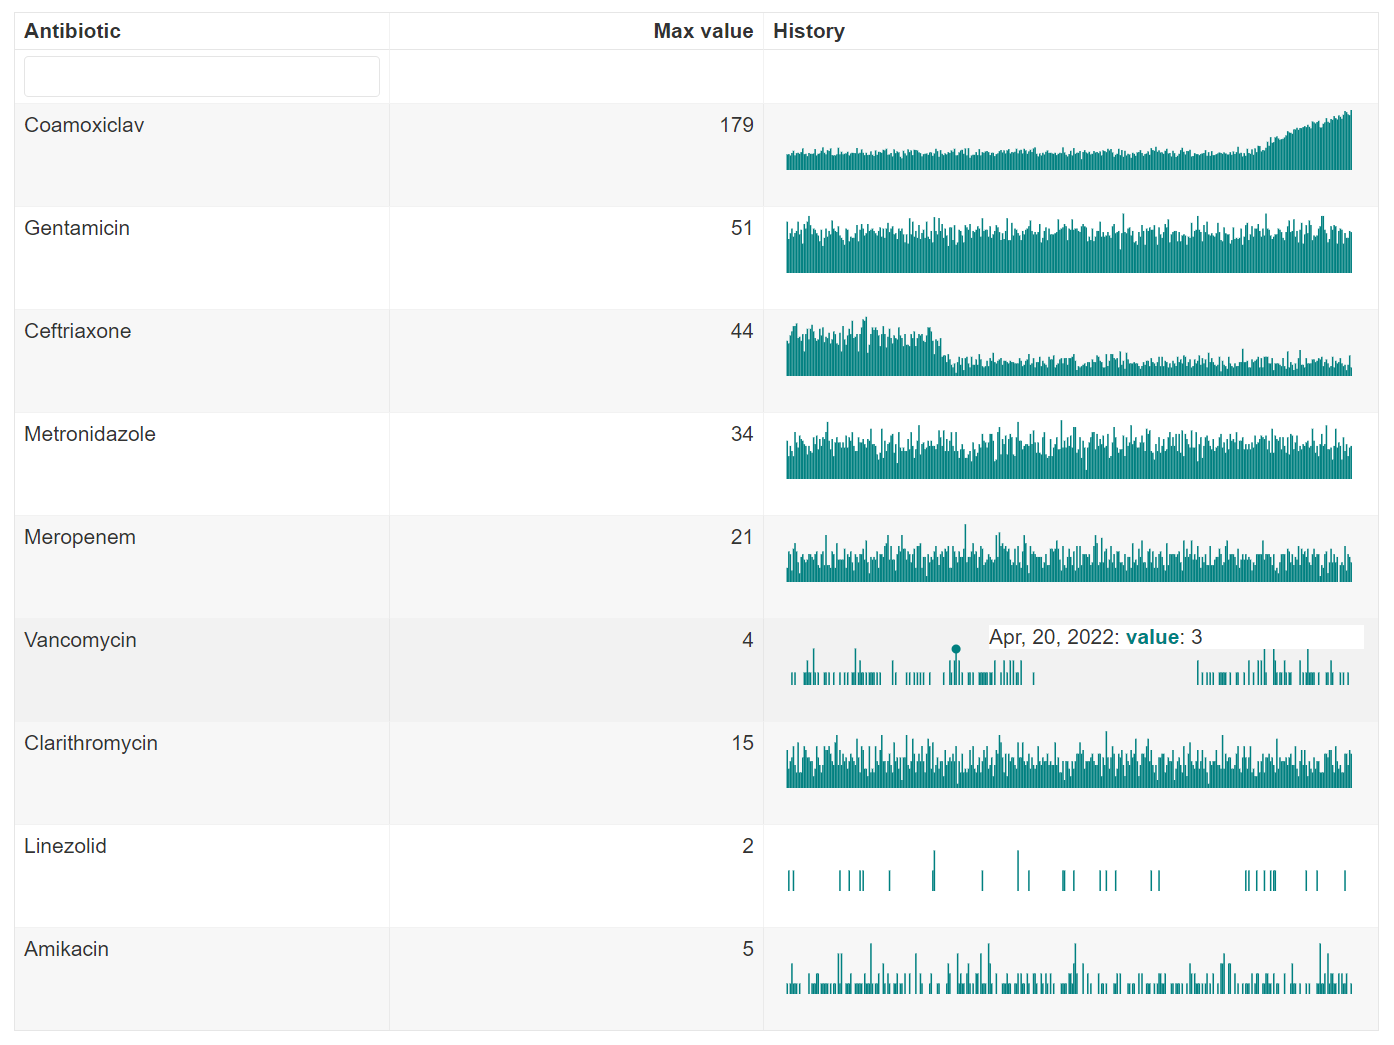 Antibiotic Max value History
Coamoxiclav 179
Gentamicin 51
Ceftriaxone 44
Metronidazole 34
Meropenem 21
Vancomycin 4 Apr, 20, 2022: value: 3
Clarithromycin 15
Linezolid 2
Amikacin 5